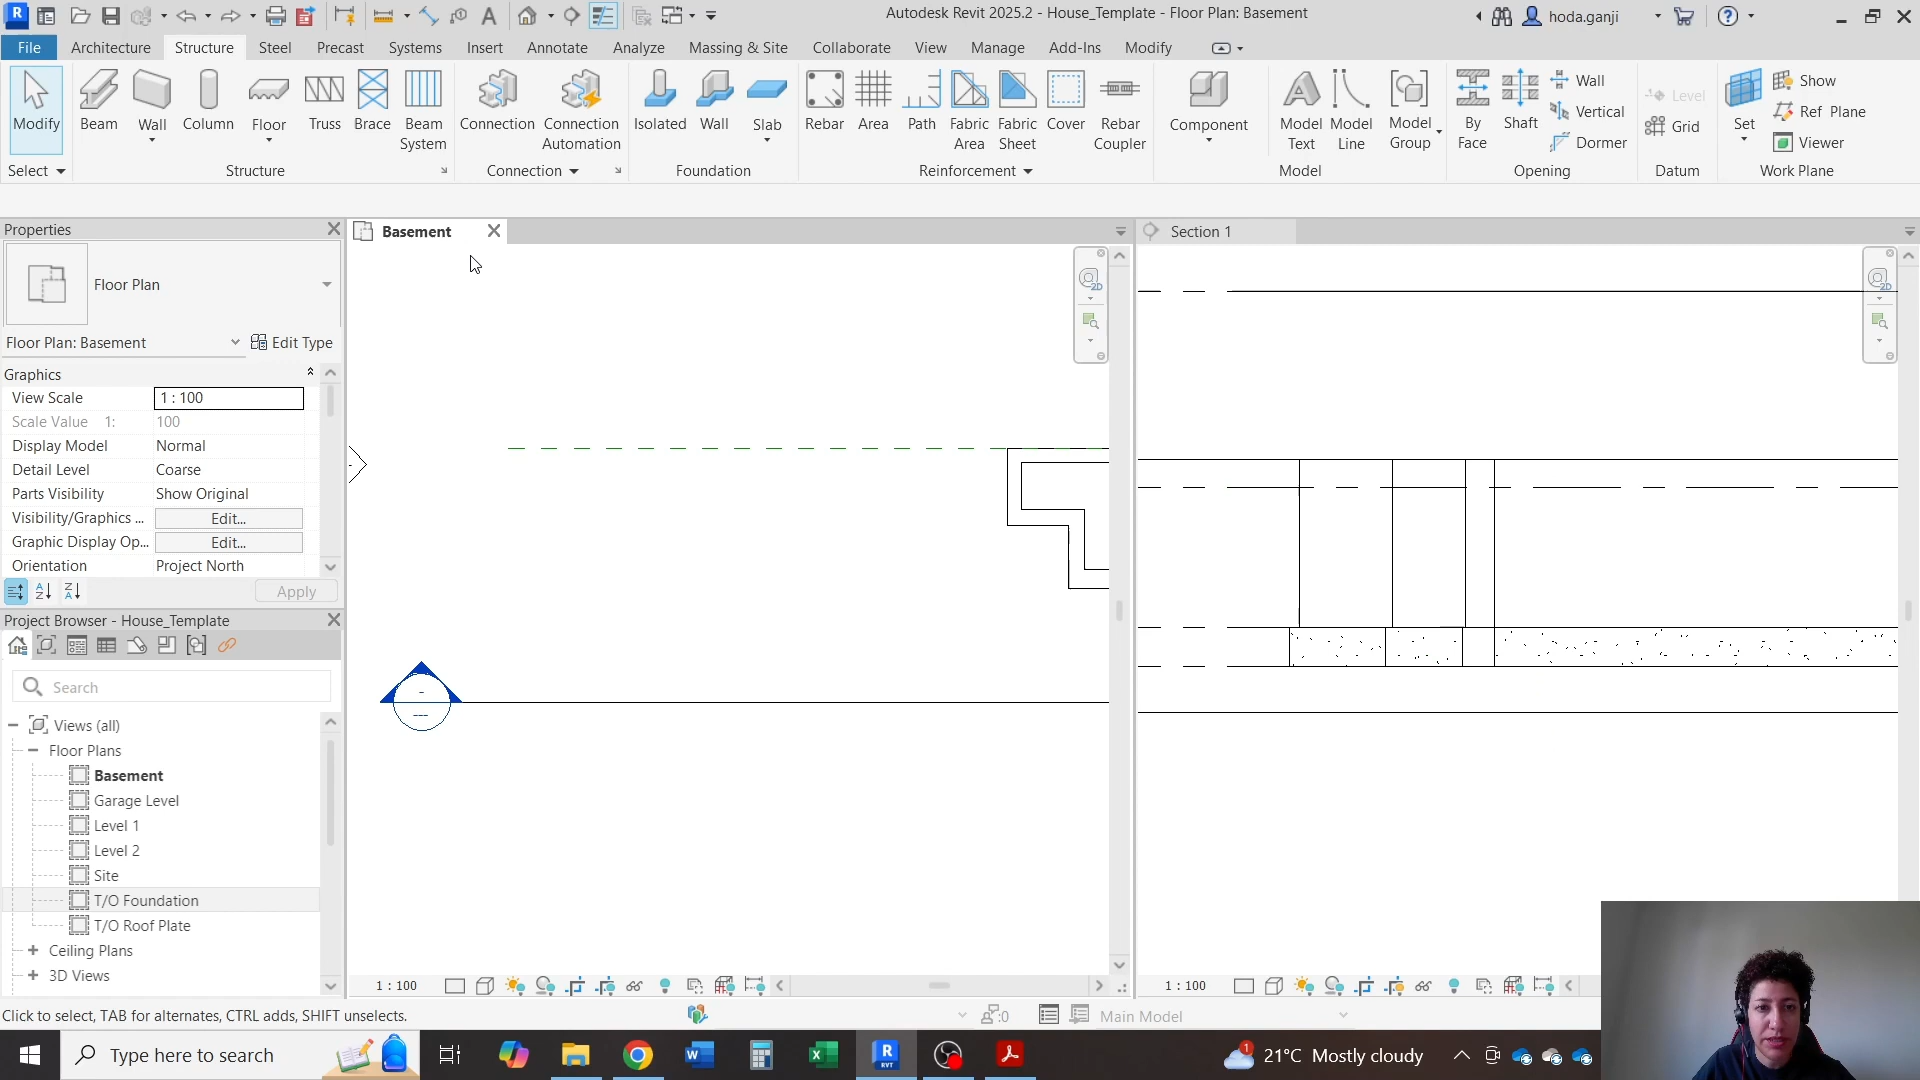 Autodesk Revit 2025.2 - House_Template - Floor Plan: Basement
hoda.ganji
File Architecture Structure Steel Precast Systems Insert Annotate Analyze Massing & Site Collaborate View Manage Add-Ins Modify
Modify Beam Wall Column Floor Truss Brace Beam System Connection Connection Automation Isolated Wall Slab Rebar Area Path Fabric Area Fabric Sheet Cover Rebar Coupler Component Model Text Model Line Model Group By Face Shaft Wall Vertical Dormer Level Grid Set Show Ref Plane Viewer
Select Structure Connection Foundation Reinforcement Model Opening Datum Work Plane
Properties
Floor Plan
Floor Plan: Basement Edit Type
Graphics
View Scale 1 : 100
Scale Value 1: 100
Display Model Normal
Detail Level Coarse
Parts Visibility Show Original
Visibility/Graphics ... Edit...
Graphic Display Op... Edit...
Orientation Project North
Apply
Project Browser - House_Template
Search
Views (all)
Floor Plans
Basement
Garage Level
Level 1
Level 2
Site
T/O Foundation
T/O Roof Plate
Ceiling Plans
3D Views
Basement
Section 1
2D
2D
1 : 100
1 : 100
Click to select, TAB for alternates, CTRL adds, SHIFT unselects.
:0
Main Model
Type here to search
21°C Mostly cloudy